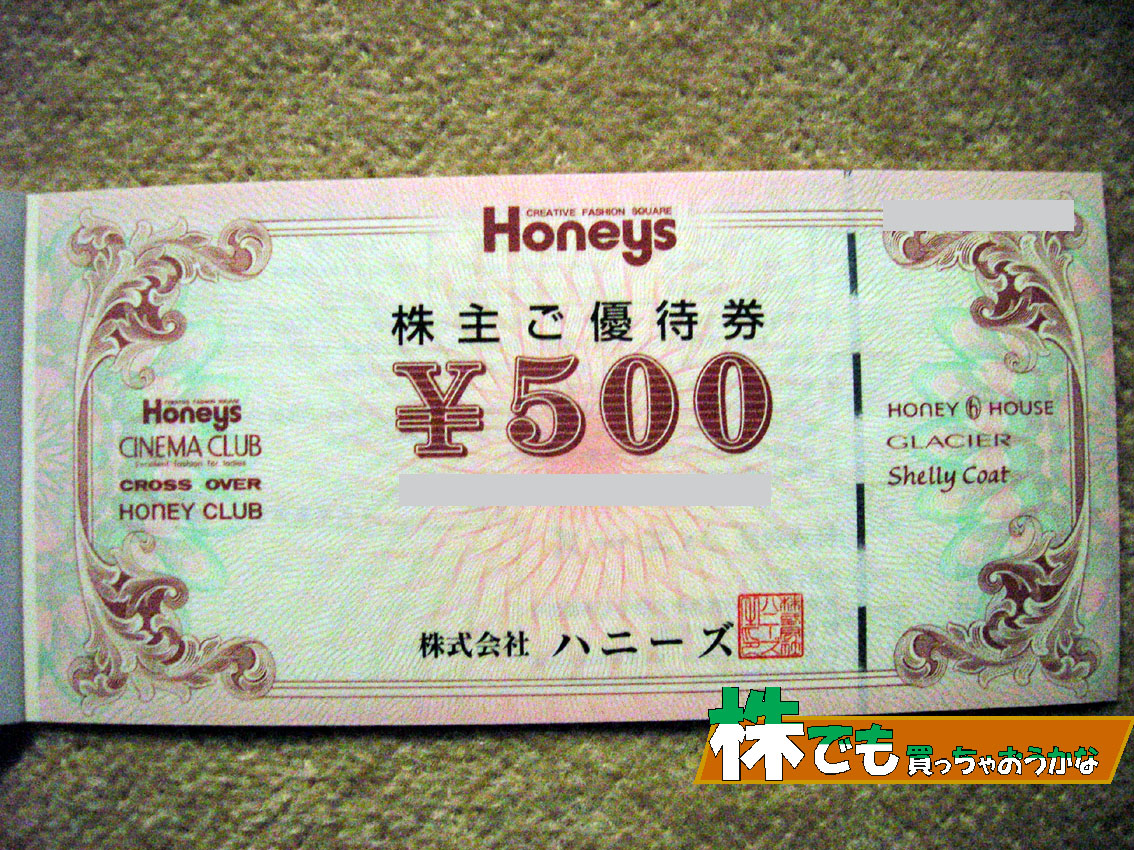 CREATIVE FASHION SQUARE
Honeys
株主ご優待券
¥500
Honeys
CINEMA CLUB
Excellent fashion for ladies
CROSS OVER
HONEY CLUB
HONEY h HOUSE
GLACIER
Shelly Coat
株式会社 ハニーズ
株でも買っちゃおうかな